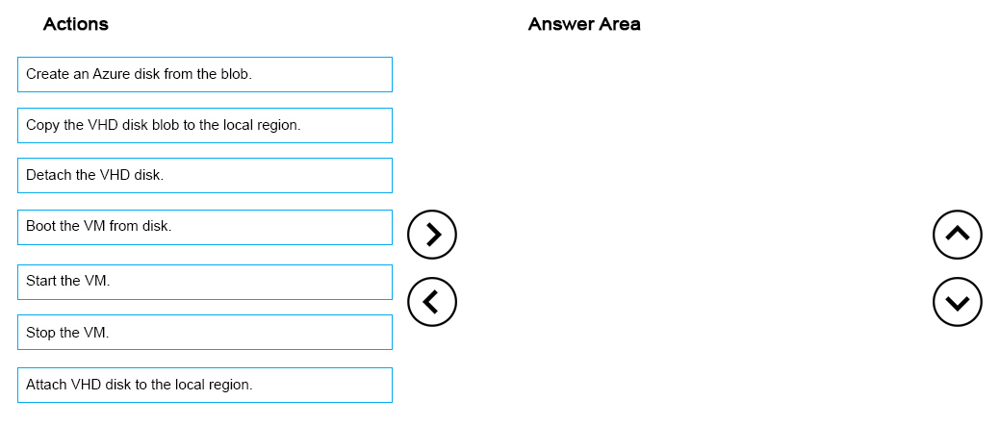 Actions
Answer Area
Create an Azure disk from the blob.
Copy the VHD disk blob to the local region.
Detach the VHD disk.
Boot the VM from disk.
Start the VM.
Stop the VM.
Attach VHD disk to the local region.